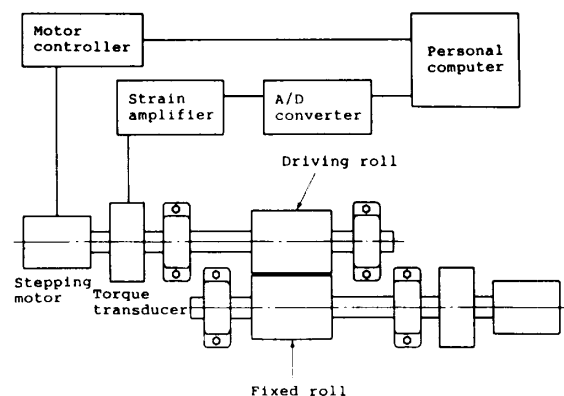 Motor
controller
Personal
computer
Strain
amplifier
A/D
converter
Driving roll
Stepping
motor
Torque
transducer
Fixed roll